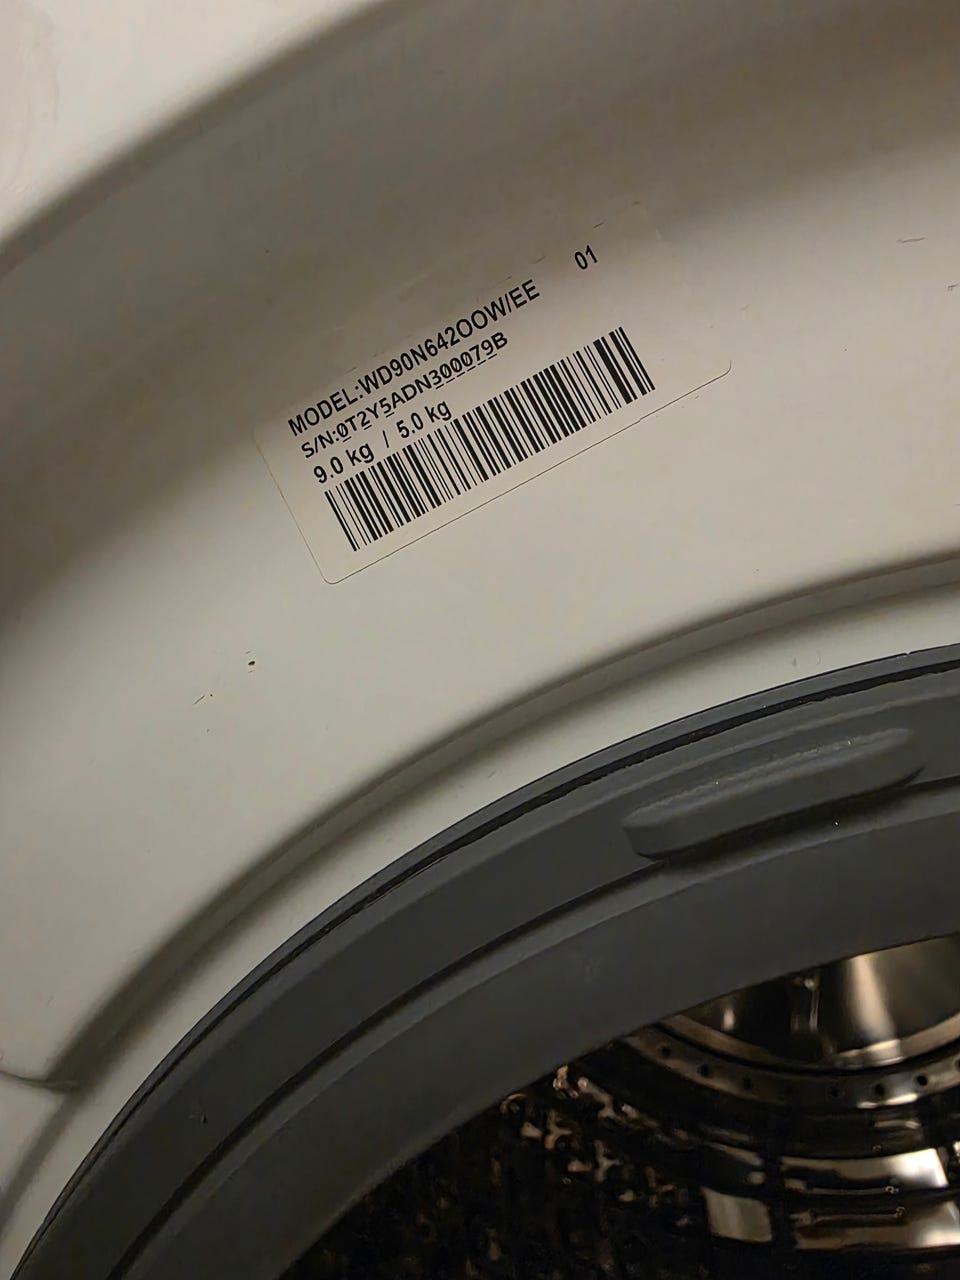 MODEL:WD90N642OOW/EE 01
S/N:0T2Y5ADN300079B
9.0 kg / 5.0 kg